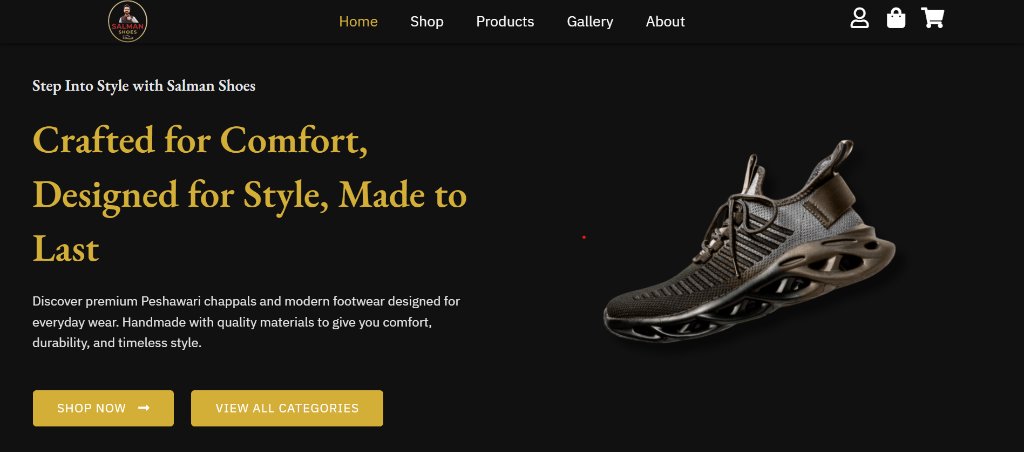 SALMAN
SHOES
Home
Shop
Products
Gallery
About
Step Into Style with Salman Shoes
Crafted for Comfort,
Designed for Style, Made to
Last
Discover premium Peshawari chappals and modern footwear designed for
everyday wear. Handmade with quality materials to give you comfort,
durability, and timeless style.
SHOP NOW
VIEW ALL CATEGORIES